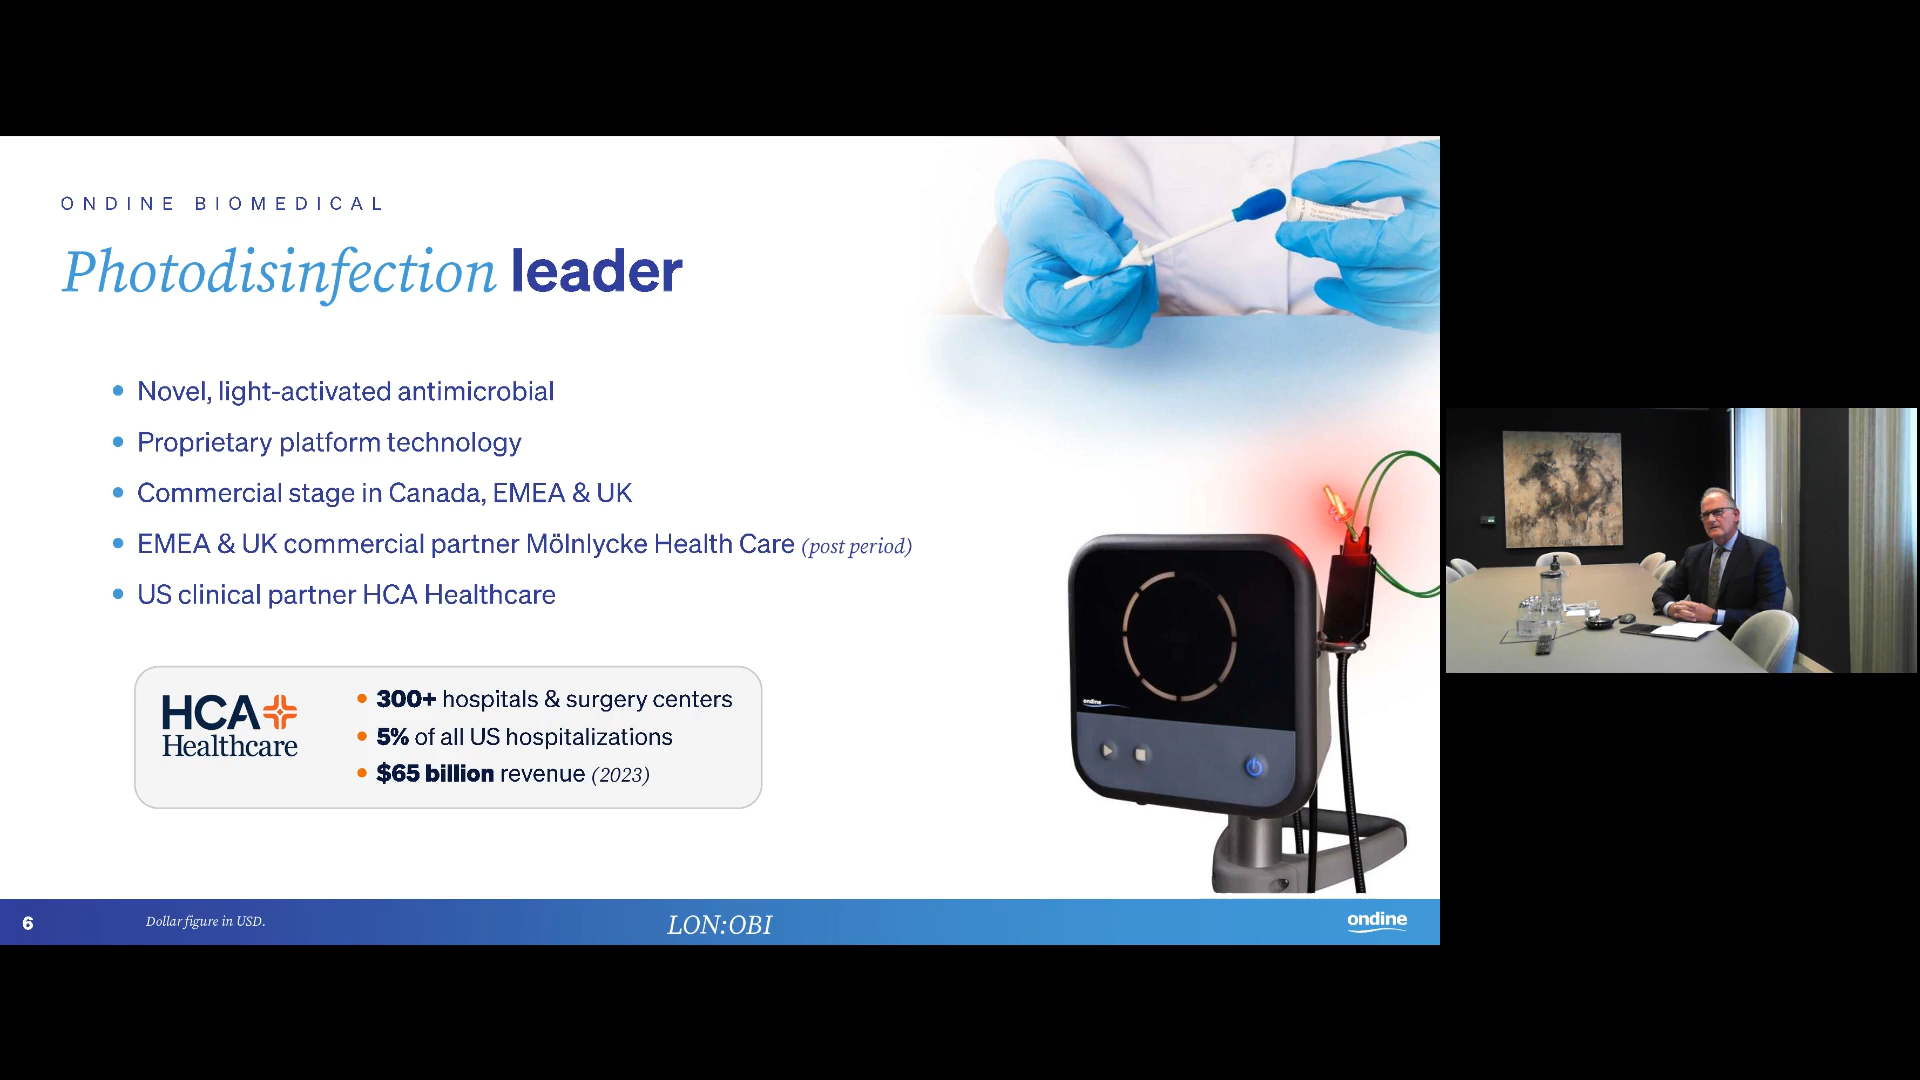 ONDINE BIOMEDICAL
Photodisinfection leader
Novel, light-activated antimicrobial
Proprietary platform technology
Commercial stage in Canada, EMEA & UK
EMEA & UK commercial partner Mölnlycke Health Care (post period)
US clinical partner HCA Healthcare
HCA
Healthcare
300+ hospitals & surgery centers
5% of all US hospitalizations
$65 billion revenue (2023)
ondine
6
Dollar figure in USD.
LON:OBI
ondine